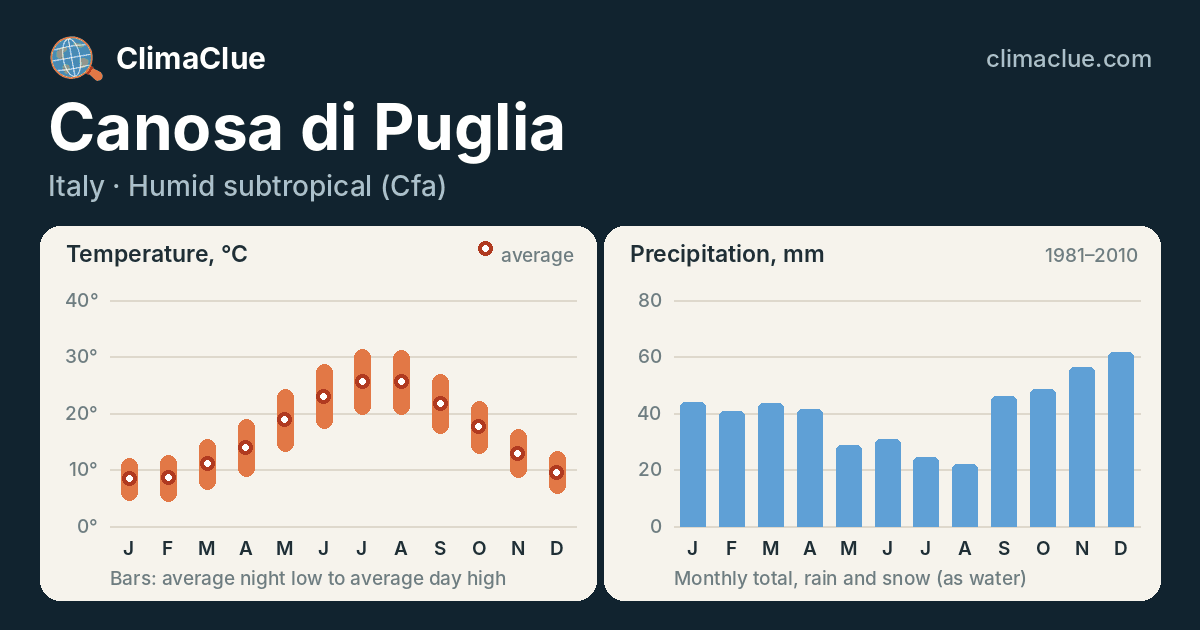 ClimaClue
climaclue.com
Canosa di Puglia
Italy · Humid subtropical (Cfa)
Temperature, °C
average
40°
30°
20°
10°
0°
J F M A M J J A S O N D
Bars: average night low to average day high
Precipitation, mm
1981–2010
80
60
40
20
0
J F M A M J J A S O N D
Monthly total, rain and snow (as water)